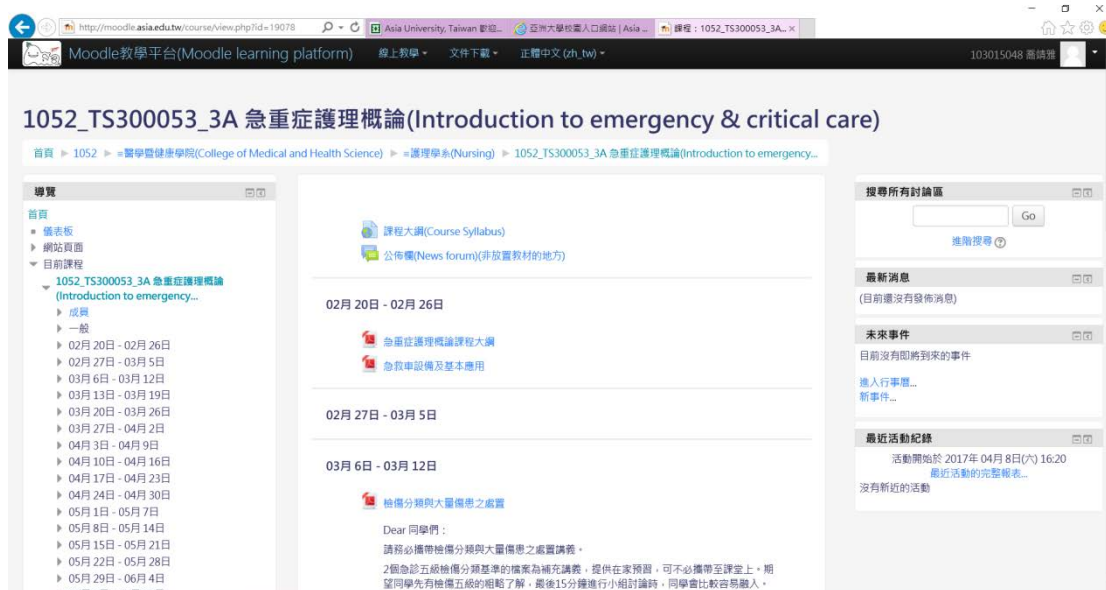 http://moodle.asia.edu.tw/course/view.php?id=19078
Asia University, Taiwan 歡迎...
亞洲大學校園入口網站 | Asia ...
課程：1052_TS300053_3A...
Moodle教學平台(Moodle learning platform) 線上教學 文件下載 正體中文 (zh_tw) 103015048
1052_TS300053_3A 急重症護理概論(Introduction to emergency & critical care)
首頁 ▶ 1052 ▶ =醫學暨健康學院(College of Medical and Health Science) ▶ =護理學系(Nursing) ▶ 1052_TS300053_3A 急重症護理概論(Introduction to emergency...
導覽
首頁
儀表板
網站頁面
目前課程
1052_TS300053_3A 急重症護理概論
(Introduction to emergency...
成員
一般
02月 20日 - 02月 26日
02月 27日 - 03月 5日
03月 6日 - 03月 12日
03月 13日 - 03月 19日
03月 20日 - 03月 26日
03月 27日 - 04月 2日
04月 3日 - 04月 9日
04月 10日 - 04月 16日
04月 17日 - 04月 23日
04月 24日 - 04月 30日
05月 1日 - 05月 7日
05月 8日 - 05月 14日
05月 15日 - 05月 21日
05月 22日 - 05月 28日
05月 29日 - 06月 4日
課程大綱(Course Syllabus)
公佈欄(News forum)(非放置教材的地方)
02月 20日 - 02月 26日
急重症護理概論課程大綱
急救車設備及基本應用
02月 27日 - 03月 5日
03月 6日 - 03月 12日
檢傷分類與大量傷患之處置
Dear 同學們：
請務必攜帶檢傷分類與大量傷患之處置講義。
2個急診五級檢傷分類基準的檔案為補充講義，提供在家預習，可不必攜帶至課堂上。期
望同學先有檢傷五級的粗略了解，最後15分鐘進行小組討論時，同學會比較容易融入。
搜尋所有討論區
Go
進階搜尋
最新消息
(目前還沒有發佈消息)
未來事件
目前沒有即將到來的事件
進入行事曆...
新事件...
最近活動紀錄
活動開始於 2017年 04月 8日(六) 16:20
最近活動的完整報表...
沒有新近的活動